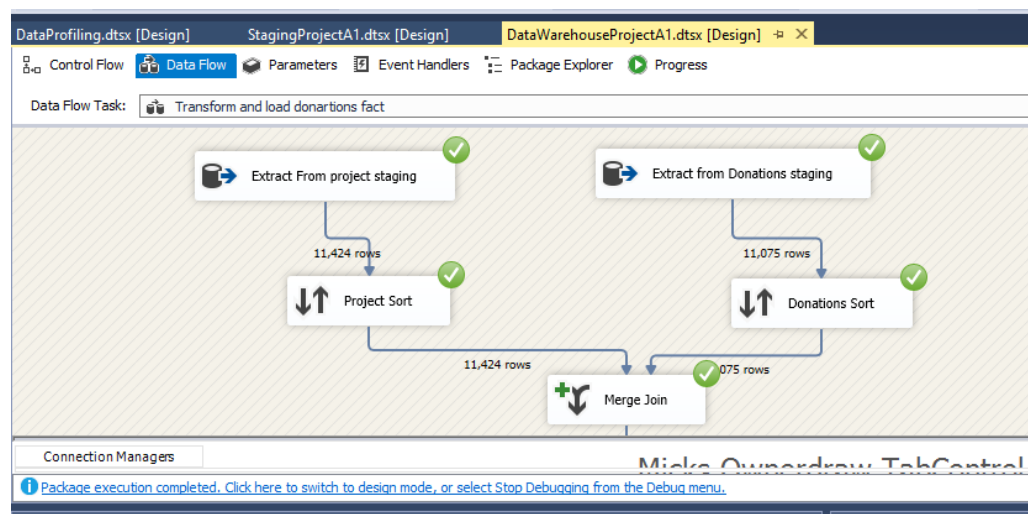 DataProfiling.dtsx [Design] StagingProjectA1.dtsx [Design] DataWarehouseProjectA1.dtsx [Design]
Control Flow Data Flow Parameters Event Handlers Package Explorer Progress
Data Flow Task: Transform and load donartions fact
Extract From project staging Extract from Donations staging
11,424 rows 11,075 rows
Project Sort Donations Sort
11,424 rows 075 rows
Merge Join
Connection Managers
Micks Ownerdraw TabControl
Package execution completed. Click here to switch to design mode, or select Stop Debugging from the Debug menu.